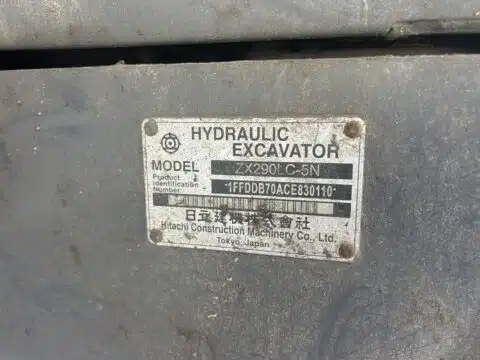 HYDRAULIC
EXCAVATOR
MODEL ZX290LC-5N
Product
Identification
Number
*1FFDDB70ACE830110*
日立建機株式会社
Hitachi Construction Machinery Co., Ltd.
Tokyo, Japan